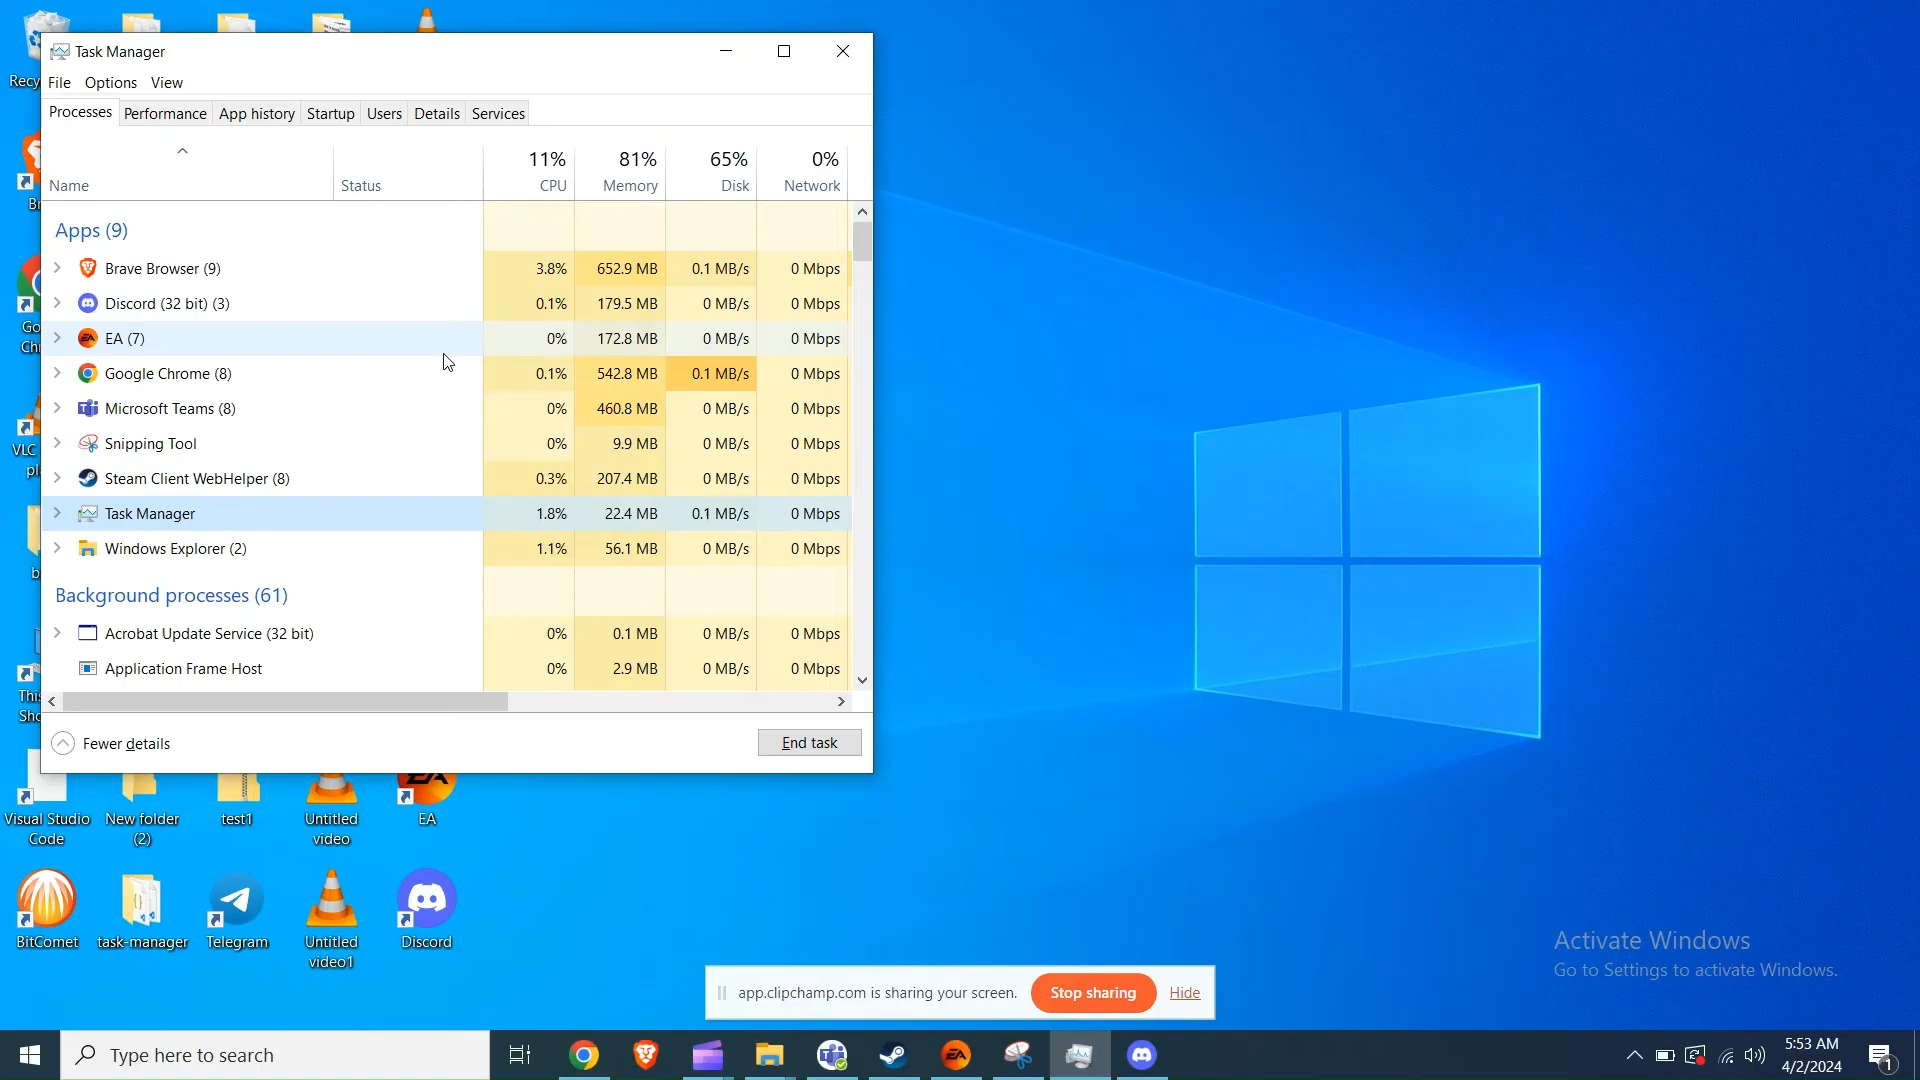 Task Manager
File Options View
Processes Performance App history Startup Users Details Services
11% 81% 65% 0%
Name Status CPU Memory Disk Network
Apps (9)
Brave Browser (9) 3.8% 652.9 MB 0.1 MB/s 0 Mbps
Discord (32 bit) (3) 0.1% 179.5 MB 0 MB/s 0 Mbps
EA (7) 0% 172.8 MB 0 MB/s 0 Mbps
Google Chrome (8) 0.1% 542.8 MB 0.1 MB/s 0 Mbps
Microsoft Teams (8) 0% 460.8 MB 0 MB/s 0 Mbps
Snipping Tool 0% 9.9 MB 0 MB/s 0 Mbps
Steam Client WebHelper (8) 0.3% 207.4 MB 0 MB/s 0 Mbps
Task Manager 1.8% 22.4 MB 0.1 MB/s 0 Mbps
Windows Explorer (2) 1.1% 56.1 MB 0 MB/s 0 Mbps
Background processes (61)
Acrobat Update Service (32 bit) 0% 0.1 MB 0 MB/s 0 Mbps
Application Frame Host 0% 2.9 MB 0 MB/s 0 Mbps
Fewer details End task
Recy
Br
Go
Chr
VLC
pl
b
This
Sho
Visual Studio
Code
New folder
(2)
test1
Untitled
video
EA
BitComet
task-manager
Telegram
Untitled
video1
Discord
Activate Windows
Go to Settings to activate Windows.
app.clipchamp.com is sharing your screen. Stop sharing Hide
Type here to search
EA
5:53 AM
4/2/2024
1